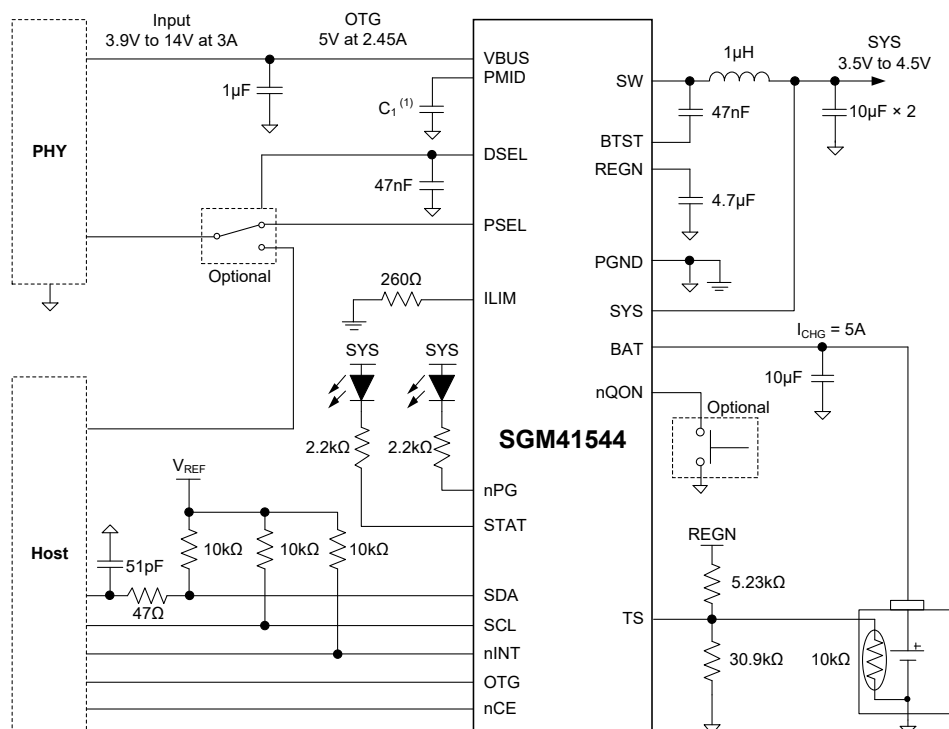 Input
3.9V to 14V at 3A
OTG
5V at 2.45A
VBUS
PMID
1µF
C1(1)
PHY
DSEL
47nF
PSEL
Optional
260Ω
ILIM
SYS
SYS
2.2kΩ
2.2kΩ
nPG
STAT
VREF
Host
51pF
10kΩ
10kΩ
10kΩ
47Ω
SDA
SCL
nINT
OTG
nCE
SGM41544
SW
1µH
SYS
3.5V to 4.5V
47nF
10µF × 2
BTST
REGN
4.7µF
PGND
SYS
ICHG = 5A
BAT
10µF
nQON
Optional
REGN
5.23kΩ
TS
30.9kΩ
10kΩ
+